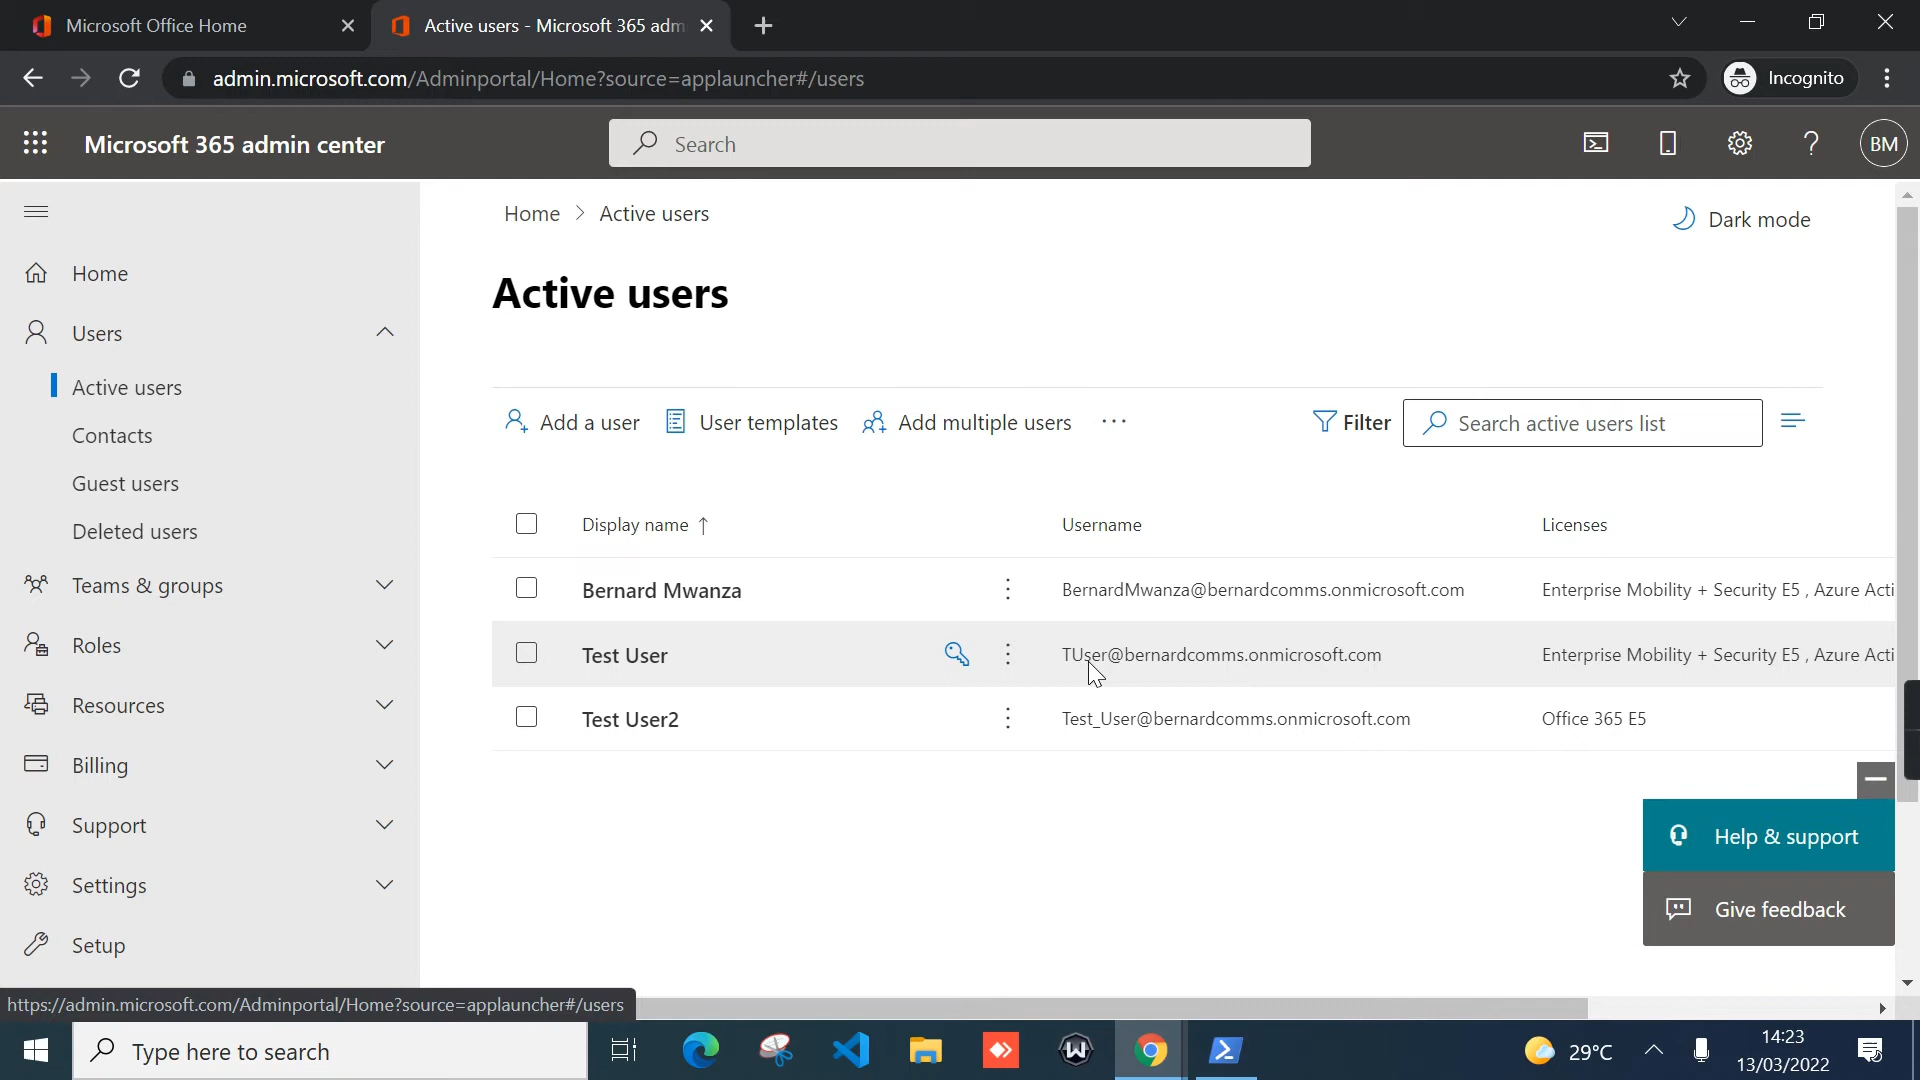 Microsoft Office Home
Active users - Microsoft 365 adm
admin.microsoft.com/Adminportal/Home?source=applauncher#/users
Incognito
Microsoft 365 admin center
Search
BM
Home > Active users
Dark mode
Home
Users
Active users
Contacts
Guest users
Deleted users
Teams & groups
Roles
Resources
Billing
Support
Settings
Setup
Active users
Add a user
User templates
Add multiple users
Filter
Search active users list
Display name ↑
Username
Licenses
Bernard Mwanza
BernardMwanza@bernardcomms.onmicrosoft.com
Enterprise Mobility + Security E5 , Azure Acti
Test User
TUser@bernardcomms.onmicrosoft.com
Enterprise Mobility + Security E5 , Azure Acti
Test User2
Test_User@bernardcomms.onmicrosoft.com
Office 365 E5
Help & support
Give feedback
https://admin.microsoft.com/Adminportal/Home?source=applauncher#/users
Type here to search
29°C
14:23
13/03/2022